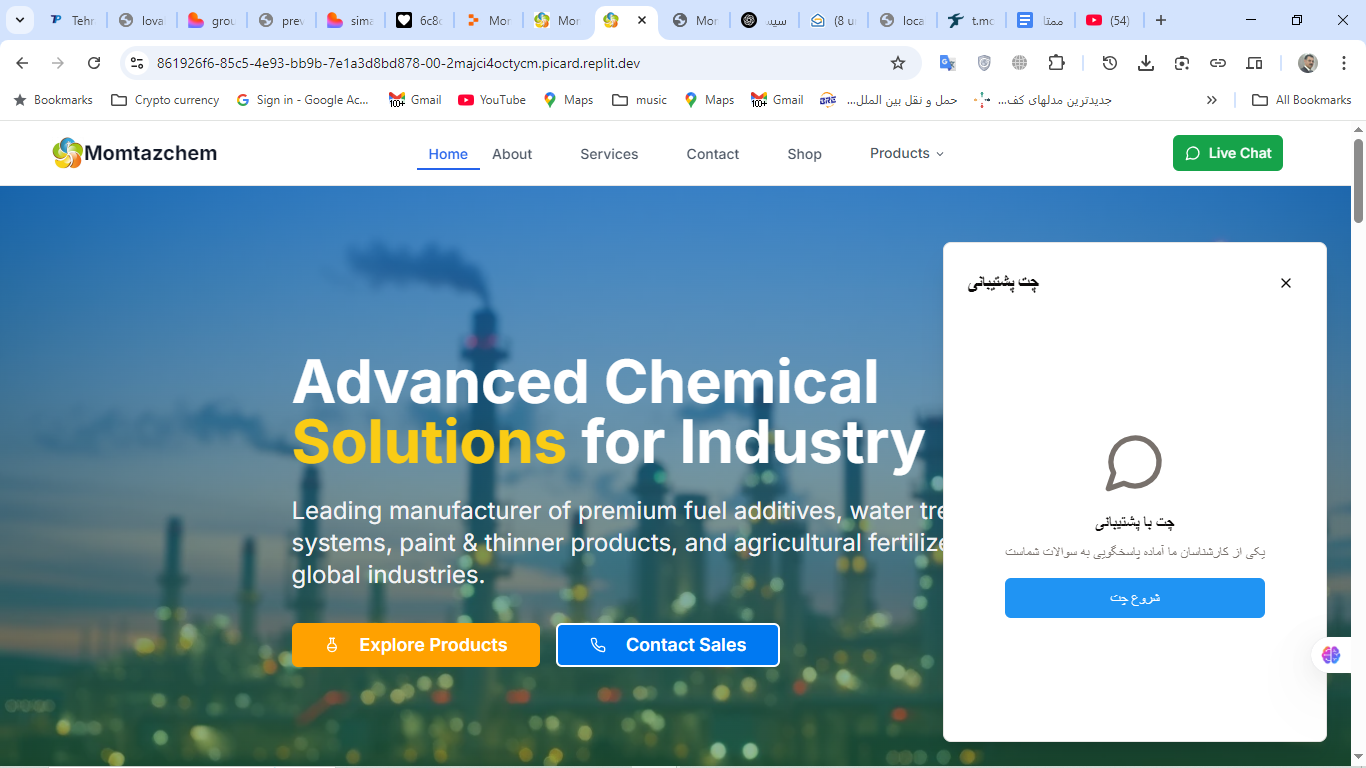 Tehr
lova
grou
prev
sima
6c8c
Mor
Mor
Mor
سیس
(8 u
loca
t.mc
ممتا
(54)
861926f6-85c5-4e93-bb9b-7e1a3d8bd878-00-2majci4octycm.picard.replit.dev
Bookmarks
Crypto currency
Sign in - Google Ac...
Gmail
YouTube
Maps
music
Maps
Gmail
حمل و نقل بین الملل...
جدیدترین مدلهای کف...
All Bookmarks
Momtazchem
Home
About
Services
Contact
Shop
Products
Live Chat
Advanced Chemical
Solutions for Industry
Leading manufacturer of premium fuel additives, water tre
systems, paint & thinner products, and agricultural fertilize
global industries.
Explore Products
Contact Sales
چت پشتیبانی
چت با پشتیبانی
یکی از کارشناسان ما آماده پاسخگویی به سوالات شماست
شروع چت